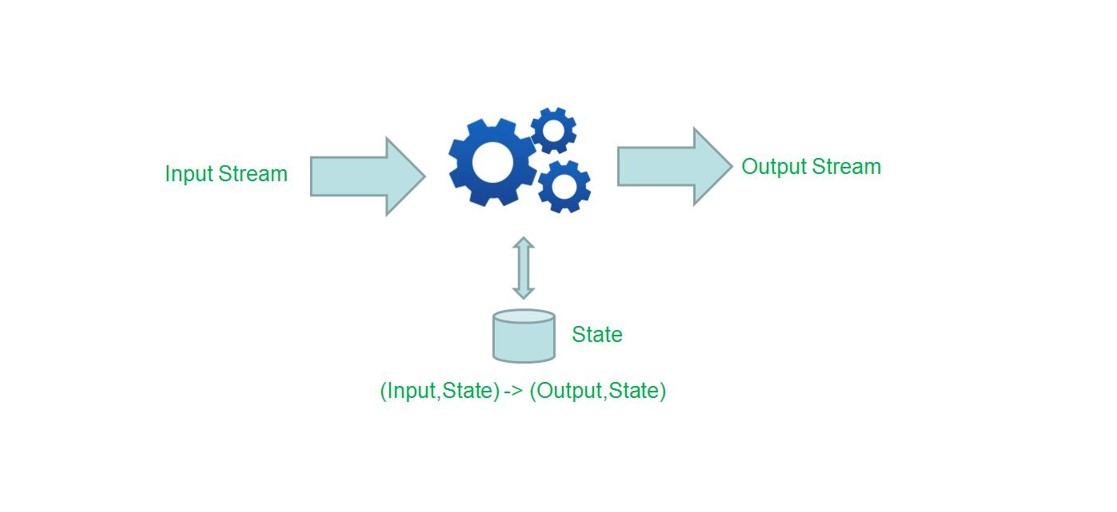 Input Stream
Output Stream
State
(Input,State) -> (Output,State)